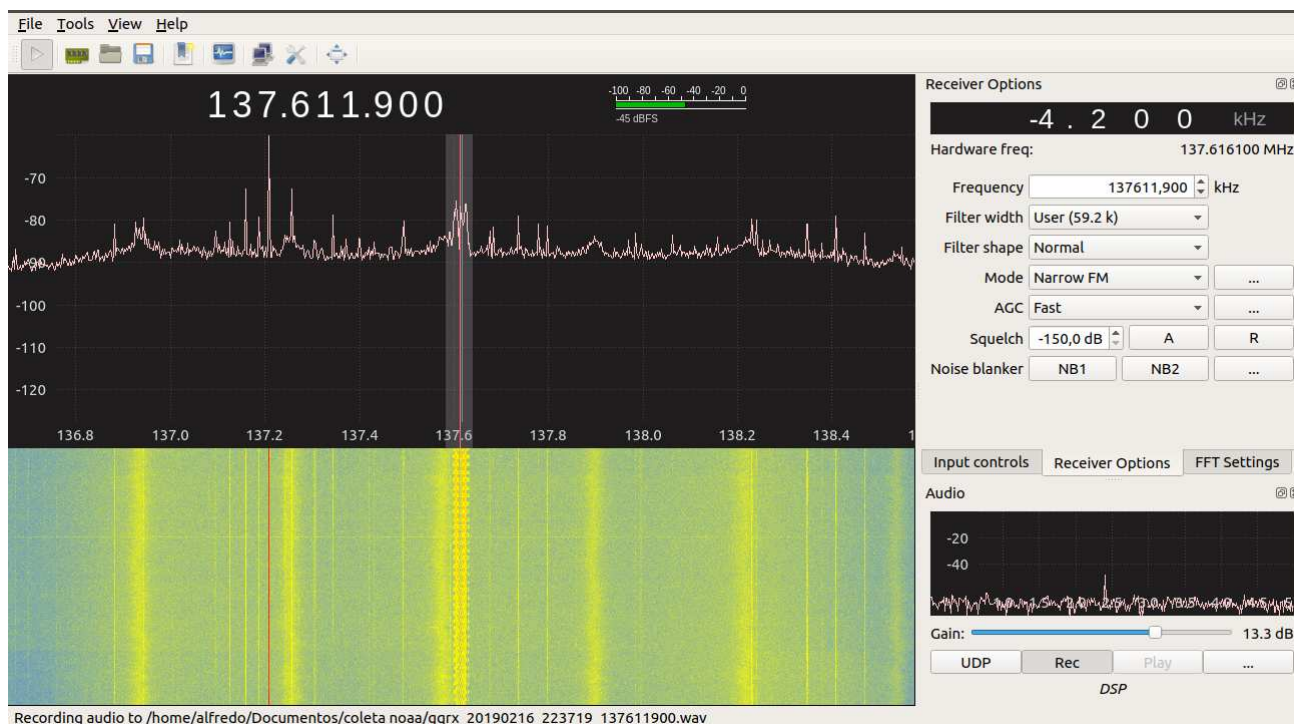 File Tools View Help
137.611.900
-100 -80 -60 -40 -20 0
-45 dBFS
-70
-80
-90
-100
-110
-120
136.8 137.0 137.2 137.4 137.6 137.8 138.0 138.2 138.4 1
Receiver Options
-4.200 kHz
Hardware freq: 137.616100 MHz
Frequency 137611,900 kHz
Filter width User (59.2 k)
Filter shape Normal
Mode Narrow FM ...
AGC Fast ...
Squelch -150,0 dB A R
Noise blanker NB1 NB2 ...
Input controls Receiver Options FFT Settings
Audio
-20
-40
Gain: 13.3 dB
UDP Rec Play ...
DSP
Recording audio to /home/alfredo/Documentos/coleta noaa/gqrx_20190216_223719_137611900.wav